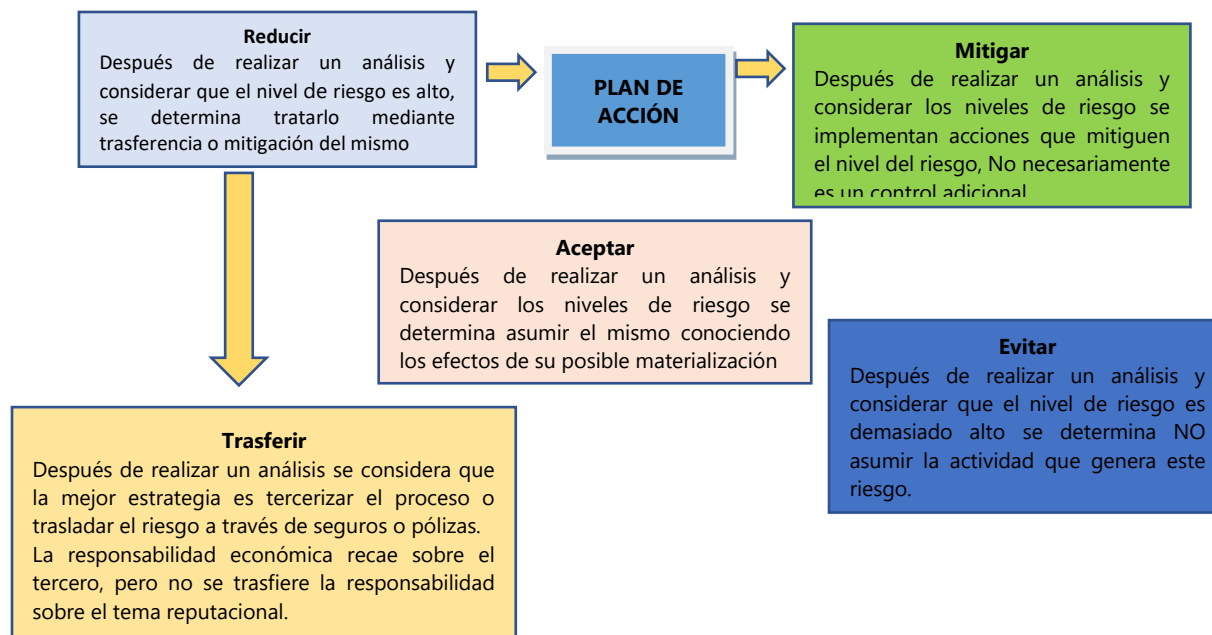 Reducir
Después de realizar un análisis y
considerar que el nivel de riesgo es alto,
se determina tratarlo mediante
trasferencia o mitigación del mismo
PLAN DE
ACCIÓN
Mitigar
Después de realizar un análisis y
considerar los niveles de riesgo se
implementan acciones que mitiguen
el nivel del riesgo, No necesariamente
es un control adicional
Aceptar
Después de realizar un análisis y
considerar los niveles de riesgo se
determina asumir el mismo conociendo
los efectos de su posible materialización
Evitar
Después de realizar un análisis y
considerar que el nivel de riesgo es
demasiado alto se determina NO
asumir la actividad que genera este
riesgo.
Trasferir
Después de realizar un análisis se considera que
la mejor estrategia es tercerizar el proceso o
trasladar el riesgo a través de seguros o pólizas.
La responsabilidad económica recae sobre el
tercero, pero no se trasfiere la responsabilidad
sobre el tema reputacional.